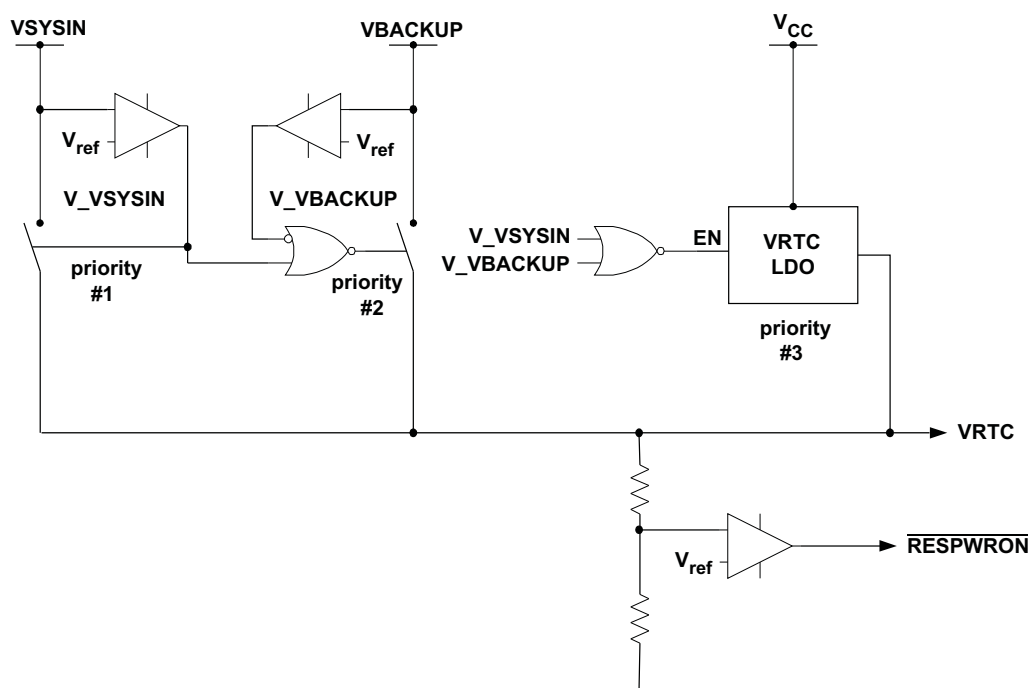 VSYSIN
VBACKUP
VCC
Vref
Vref
V_VSYSIN
V_VBACKUP
priority
#1
priority
#2
V_VSYSIN
V_VBACKUP
EN
VRTC
LDO
priority
#3
VRTC
Vref
RESPWRON